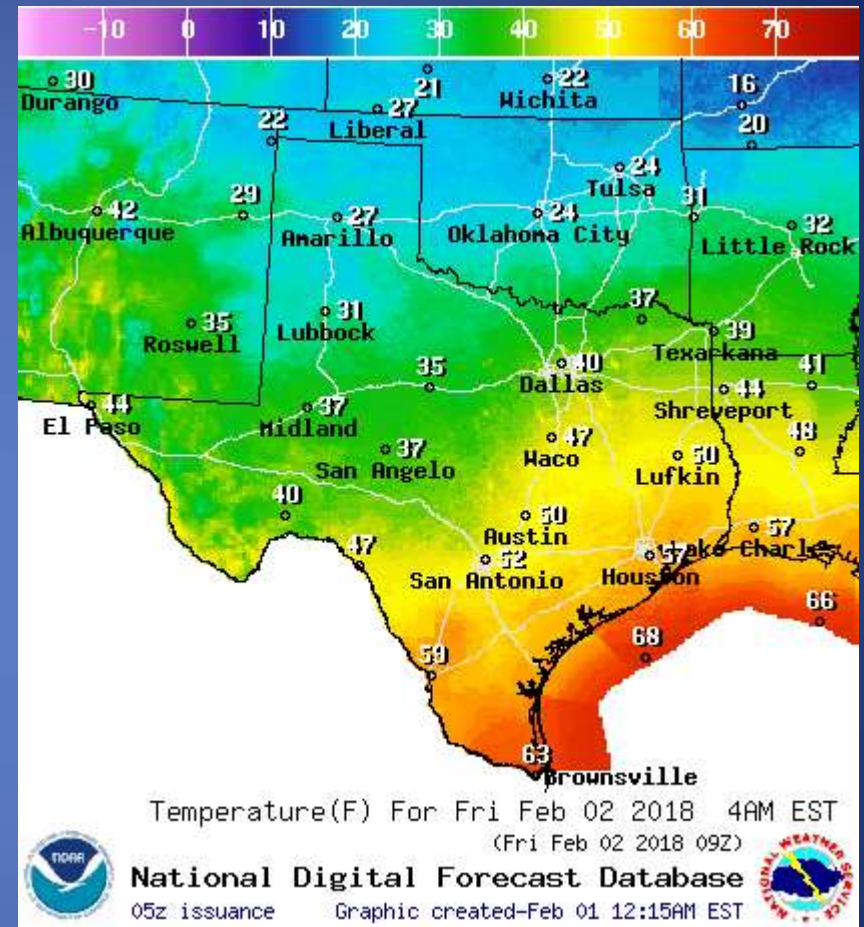 -10 0 10 20 30 40 50 60 70
30
Durango
21
22
Wichita
16
27
Liberal
22
20
24
Tulsa
42
Albuquerque
29
27
Amarillo
24
Oklahoma City
31
32
Little Rock
35
Roswell
31
Lubbock
37
39
Texarkana
40
Dallas
35
41
44
Shreveport
44
El Paso
37
Midland
37
San Angelo
47
Waco
50
Lufkin
48
40
50
Austin
57
47
52
San Antonio
57
Houston
66
68
59
63
Brownsville
Temperature(F) For Fri Feb 02 2018 4AM EST
(Fri Feb 02 2018 09Z)
NOAA
National Digital Forecast Database
05z issuance Graphic created-Feb 01 12:15AM EST
NATIONAL WEATHER SERVICE